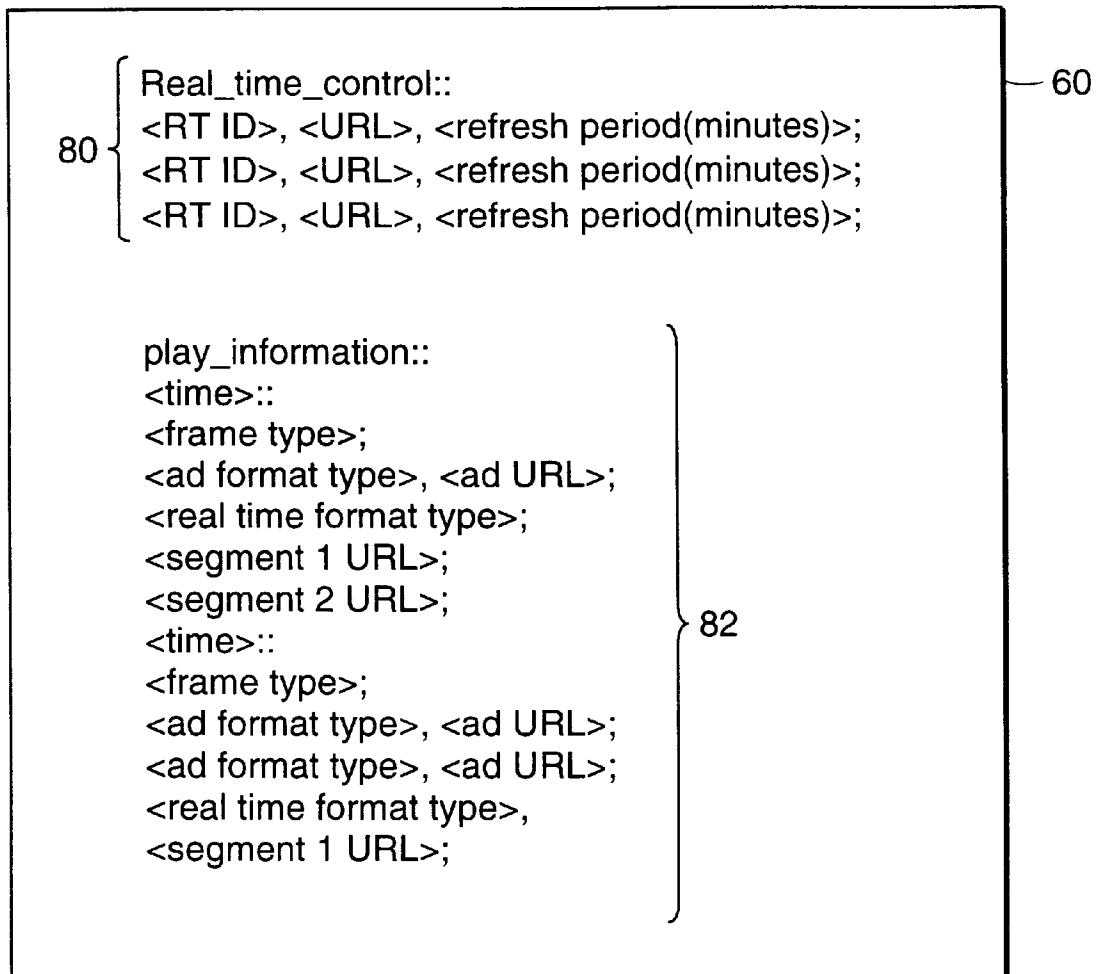 60
80
Real_time_control::
<RT ID>, <URL>, <refresh period(minutes)>;
<RT ID>, <URL>, <refresh period(minutes)>;
<RT ID>, <URL>, <refresh period(minutes)>;
play_information::
<time>::
<frame type>;
<ad format type>, <ad URL>;
<real time format type>;
<segment 1 URL>;
<segment 2 URL>;
<time>::
<frame type>;
<ad format type>, <ad URL>;
<ad format type>, <ad URL>;
<real time format type>,
<segment 1 URL>;
82